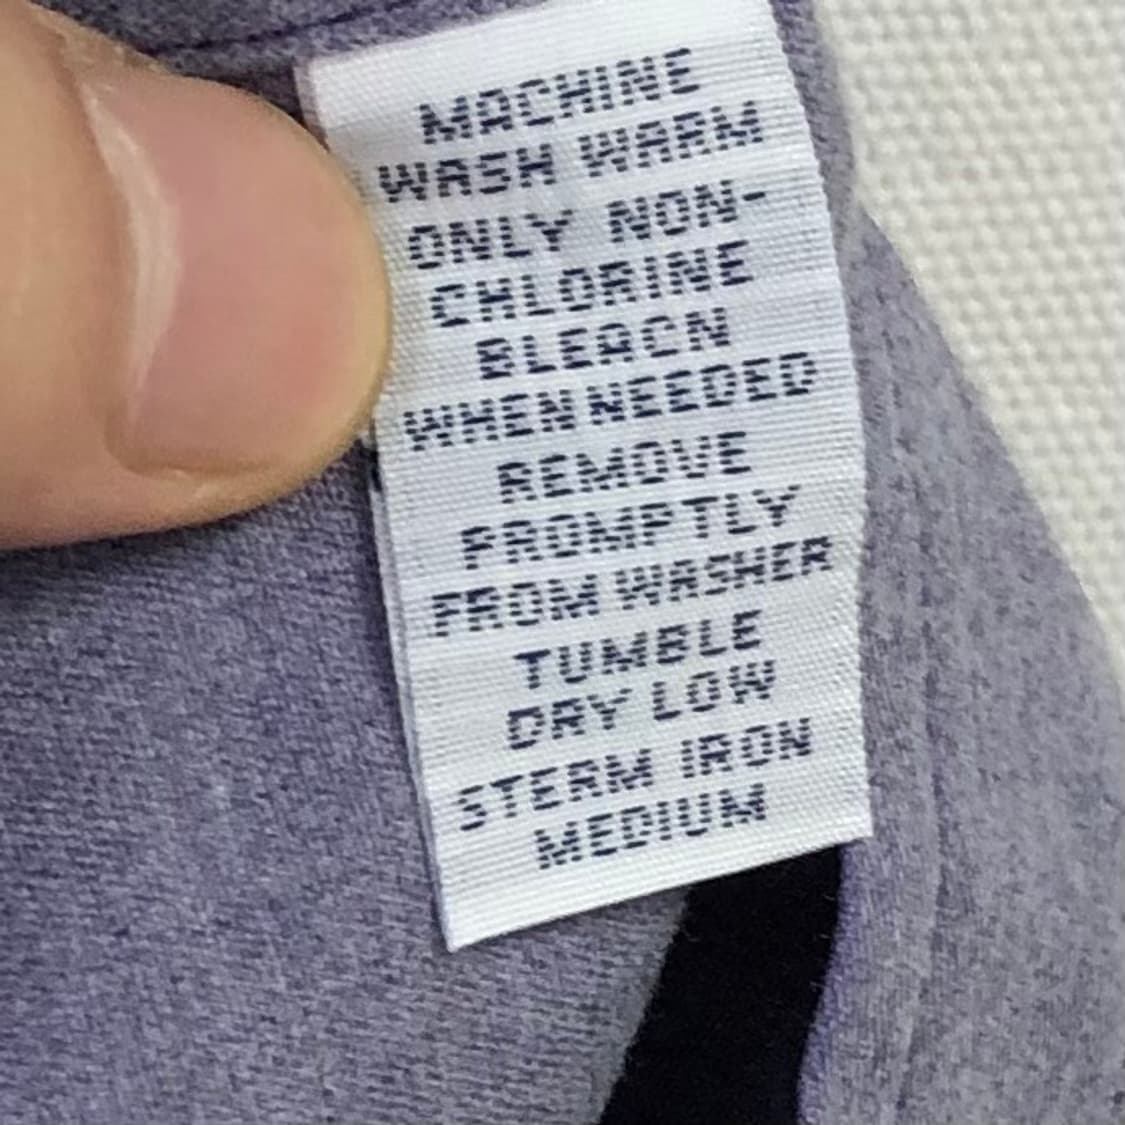 MACHINE
WASH WARM
ONLY NON-
CHLORINE
BLEACN
WHEN NEEDED
REMOVE
PROMPTLY
FROM WASHER
TUMBLE
DRY LOW
STERM IRON
MEDIUM